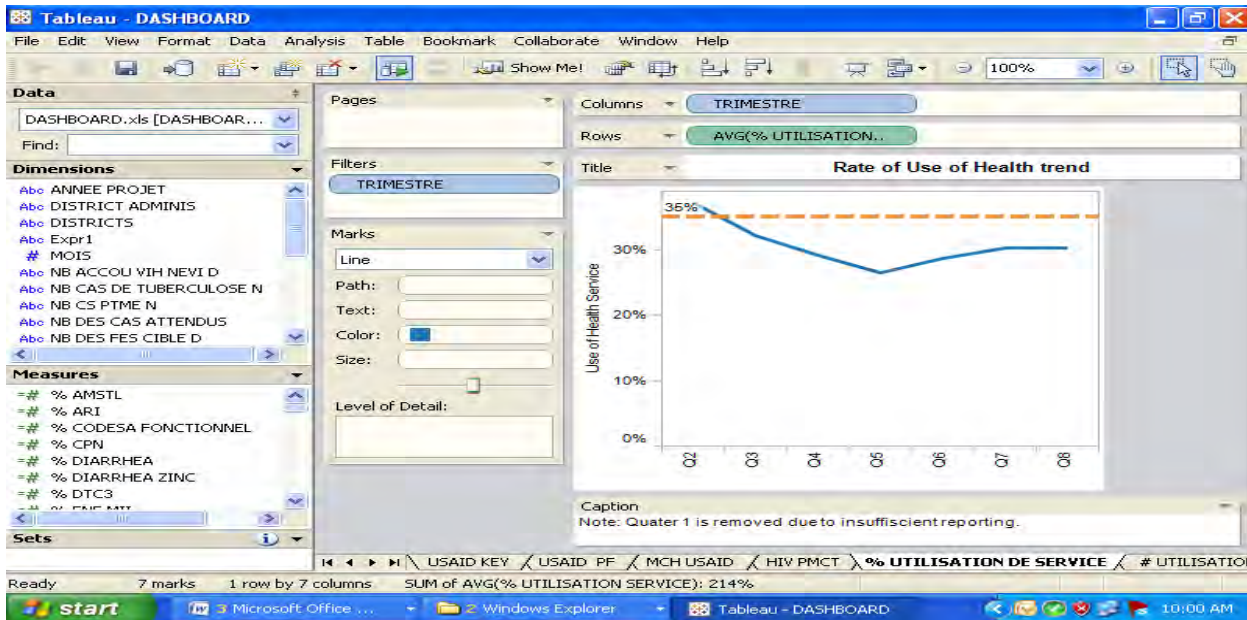 Tableau - DASHBOARD
File Edit View Format Data Analysis Table Bookmark Collaborate Window Help
Show Me! 100%
Data
DASHBOARD.xls [DASHBOAR...
Find:
Dimensions
Abc ANNEE PROJET
Abc DISTRICT ADMINIS
Abc DISTRICTS
Abc Expr1
# MOIS
Abc NB ACCOU VIH NEVI D
Abc NB CAS DE TUBERCULOSE N
Abc NB CS PTME N
Abc NB DES CAS ATTENDUS
Abc NB DES FES CIBLE D
Measures
=# % AMSTL
=# % ARI
=# % CODESA FONCTIONNEL
=# % CPN
=# % DIARRHEA
=# % DIARRHEA ZINC
=# % DTC3
Sets
Pages
Filters
TRIMESTRE
Marks
Line
Path:
Text:
Color:
Size:
Level of Detail:
Columns TRIMESTRE
Rows AVG(% UTILISATION..
Title Rate of Use of Health trend
35%
30%
20%
10%
0%
Use of Health Service
Q2 Q3 Q4 Q5 Q6 Q7 Q8
Caption
Note: Quater 1 is removed due to insuffiscient reporting.
USAID KEY USAID PF MCH USAID HIV PMCT % UTILISATION DE SERVICE # UTILISATIO
Ready 7 marks 1 row by 7 columns SUM of AVG(% UTILISATION SERVICE): 214%
start 3 Microsoft Office ... 2 Windows Explorer Tableau - DASHBOARD 10:00 AM